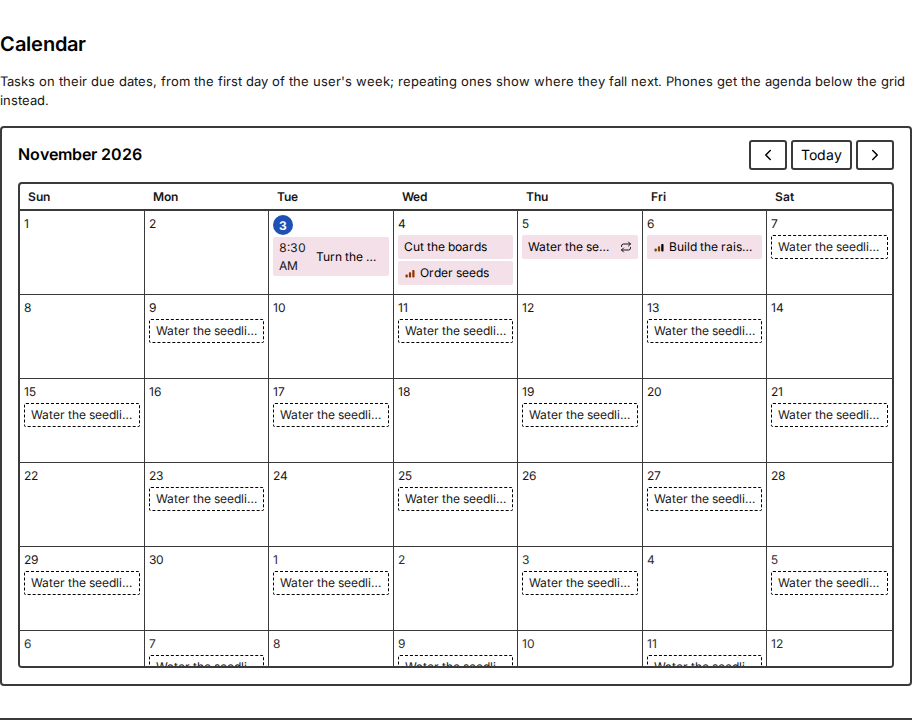 Calendar
Tasks on their due dates, from the first day of the user's week; repeating ones show where they fall next. Phones get the agenda below the grid
instead.
November 2026
Today
Sun Mon Tue Wed Thu Fri Sat
1 2 3 4 5 6 7
8:30 AM Turn the ...
Cut the boards
Order seeds
Water the se...
Build the rais...
Water the seedli...
8 9 10 11 12 13 14
Water the seedli... Water the seedli... Water the seedli...
15 16 17 18 19 20 21
Water the seedli... Water the seedli... Water the seedli... Water the seedli...
22 23 24 25 26 27 28
Water the seedli... Water the seedli... Water the seedli...
29 30 1 2 3 4 5
Water the seedli... Water the seedli... Water the seedli... Water the seedli...
6 7 8 9 10 11 12